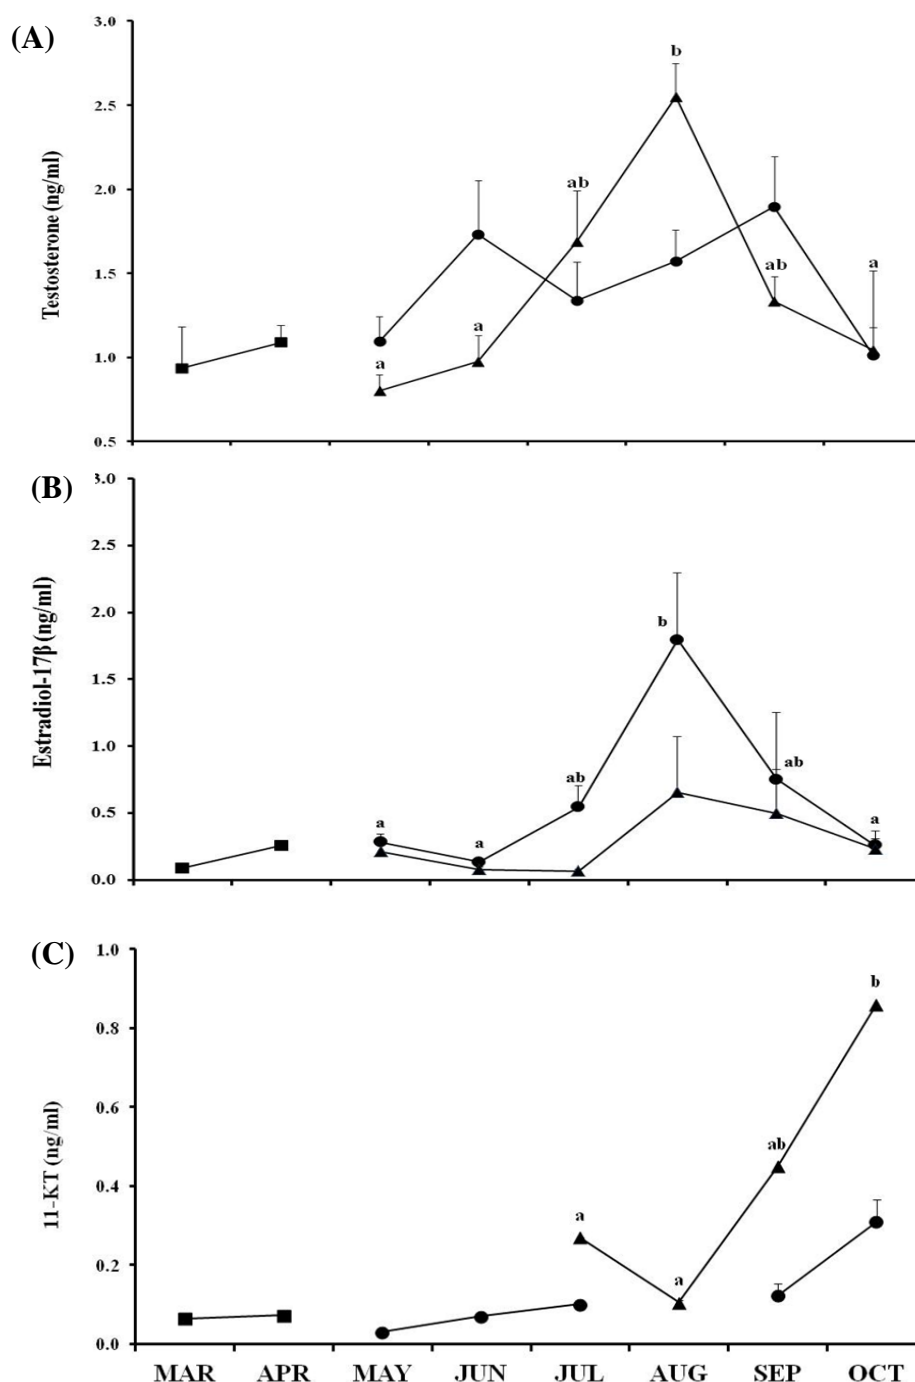 (A)
3.0
b
2.5
ab
2.0
Testosterone (ng/ml)
a
ab
1.5
a
1.0
a
0.5
(B)
3.0
2.5
Estradiol-17β (ng/ml)
2.0
b
1.5
1.0
ab
ab
0.5
a
a
a
0.0
(C)
1.0
b
0.8
11-KT (ng/ml)
0.6
ab
0.4
a
a
0.2
0.0
MAR APR MAY JUN JUL AUG SEP OCT